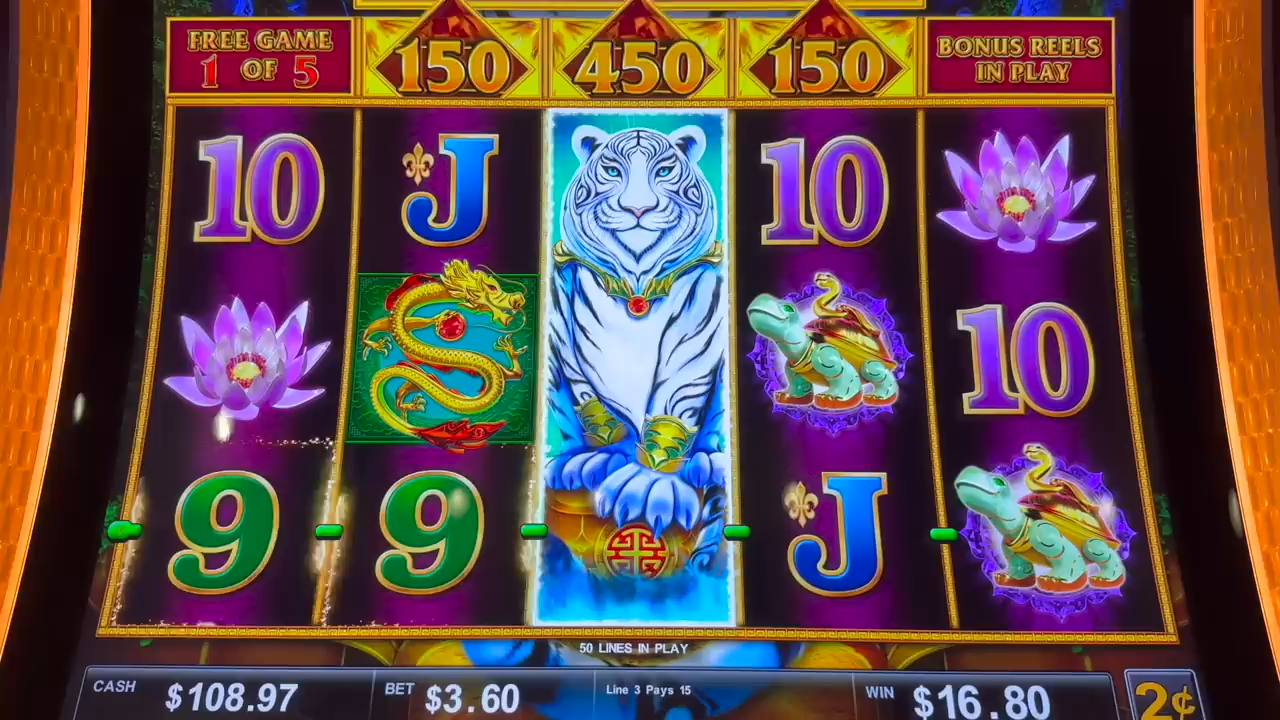 FREE GAME
1 OF 5
150
450
150
BONUS REELS
IN PLAY
10
J
10
10
9
9
J
50 LINES IN PLAY
CASH $108.97
BET $3.60
Line 3 Pays 15
WIN $16.80
2¢